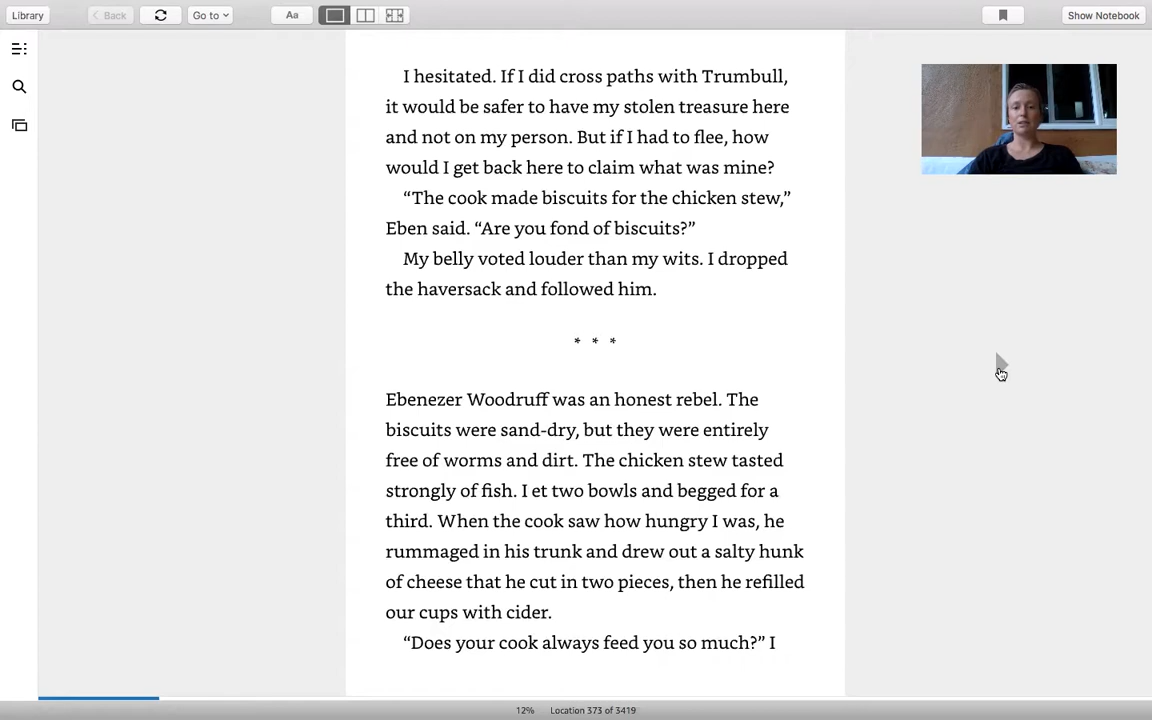 Library
Back
Go to
Aa
Show Notebook
I hesitated. If I did cross paths with Trumbull,
it would be safer to have my stolen treasure here
and not on my person. But if I had to flee, how
would I get back here to claim what was mine?
“The cook made biscuits for the chicken stew,”
Eben said. “Are you fond of biscuits?”
My belly voted louder than my wits. I dropped
the haversack and followed him.
* * *
Ebenezer Woodruff was an honest rebel. The
biscuits were sand-dry, but they were entirely
free of worms and dirt. The chicken stew tasted
strongly of fish. I et two bowls and begged for a
third. When the cook saw how hungry I was, he
rummaged in his trunk and drew out a salty hunk
of cheese that he cut in two pieces, then he refilled
our cups with cider.
“Does your cook always feed you so much?” I
12% Location 373 of 3419